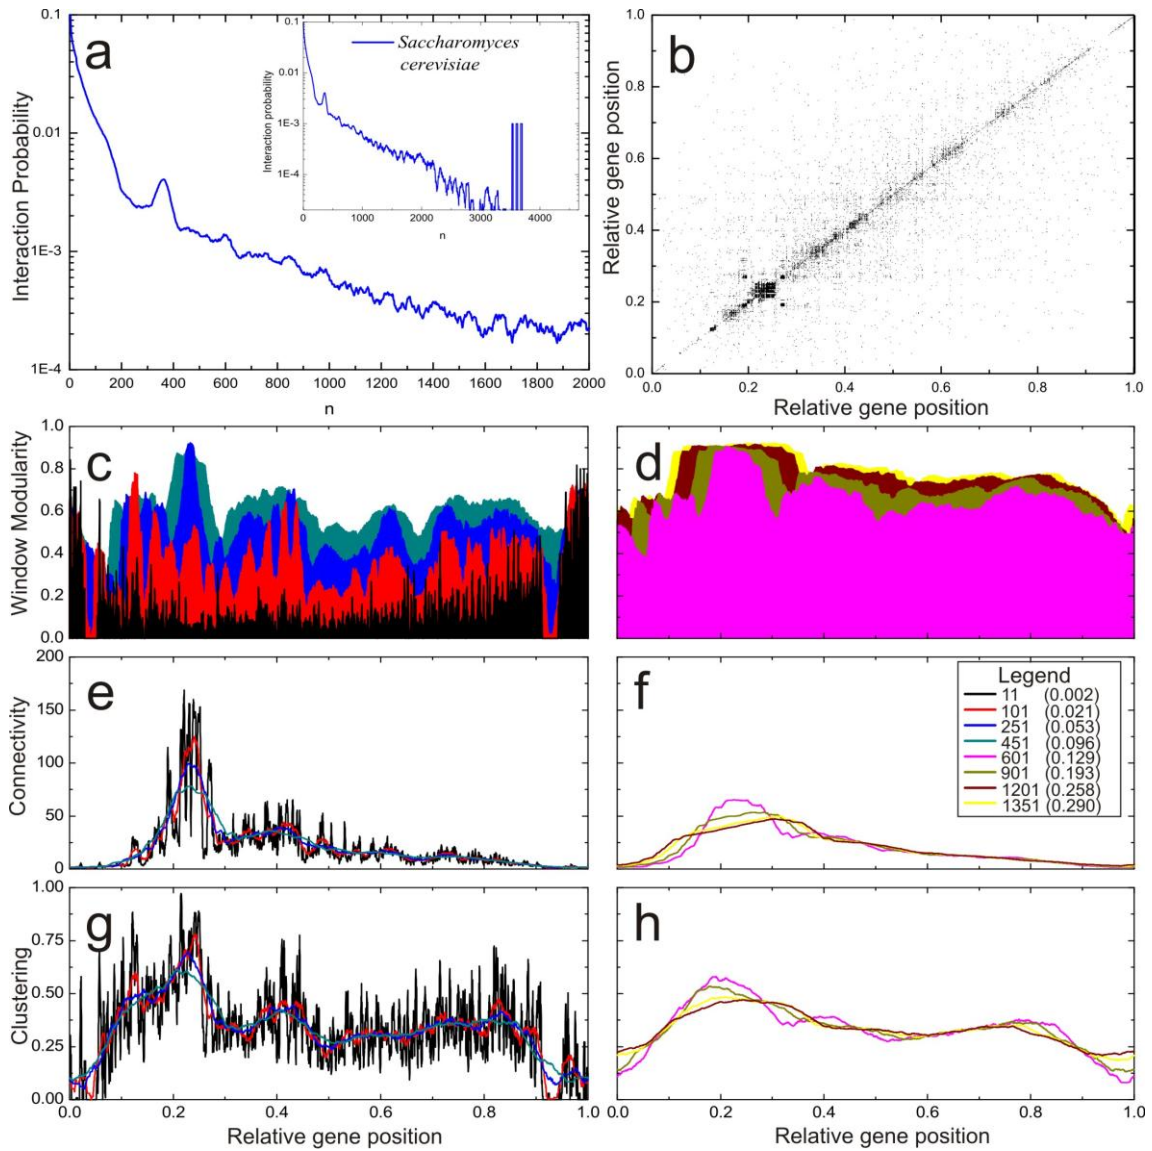 a
Interaction Probability
0.1
0.01
1E-3
1E-4
0 200 400 600 800 1000 1200 1400 1600 1800 2000
n
Saccharomyces
cerevisiae
Interaction probability
0.1
0.01
1E-3
1E-4
0 1000 2000 3000 4000
n
b
Relative gene position
1.0
0.8
0.6
0.4
0.2
0.0
0.0 0.2 0.4 0.6 0.8 1.0
Relative gene position
c
Window Modularity
1.0
0.8
0.6
0.4
0.2
0.0
d
e
Connectivity
200
150
100
50
0
f
Legend
11 (0.002)
101 (0.021)
251 (0.053)
451 (0.096)
601 (0.129)
901 (0.193)
1201 (0.258)
1351 (0.290)
g
Clustering
1.00
0.75
0.50
0.25
0.00
0.0 0.2 0.4 0.6 0.8 1.0
Relative gene position
h
0.0 0.2 0.4 0.6 0.8 1.0
Relative gene position